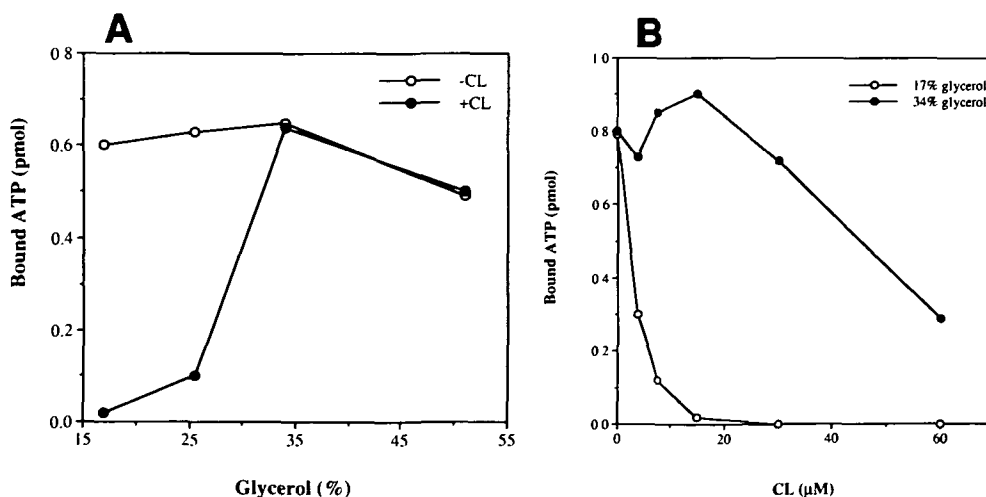 A
0.8
0.6
0.4
0.2
0.0
15
25
35
45
55
Bound ATP (pmol)
Glycerol (%)
-CL
+CL
B
1 0
0 8
0 6
0 4
0 2
0 0
0
20
40
60
Bound ATP (pmol)
CL (µM)
17% glycerol
34% glycerol